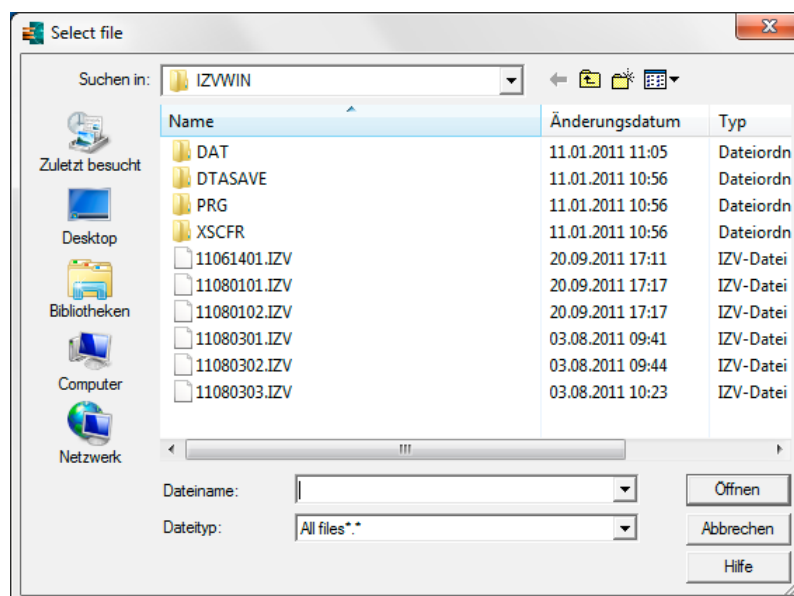 Select file
Suchen in: IZVWIN
Name Änderungsdatum Typ
DAT 11.01.2011 11:05 Dateiordn
DTASAVE 11.01.2011 10:56 Dateiordn
PRG 11.01.2011 10:56 Dateiordn
XSCFR 11.01.2011 10:56 Dateiordn
11061401.IZV 20.09.2011 17:11 IZV-Datei
11080101.IZV 20.09.2011 17:17 IZV-Datei
11080102.IZV 20.09.2011 17:17 IZV-Datei
11080301.IZV 03.08.2011 09:41 IZV-Datei
11080302.IZV 03.08.2011 09:44 IZV-Datei
11080303.IZV 03.08.2011 10:23 IZV-Datei
Zuletzt besucht
Desktop
Bibliotheken
Computer
Netzwerk
Dateiname: Öffnen
Dateityp: All files*.* Abbrechen
Hilfe